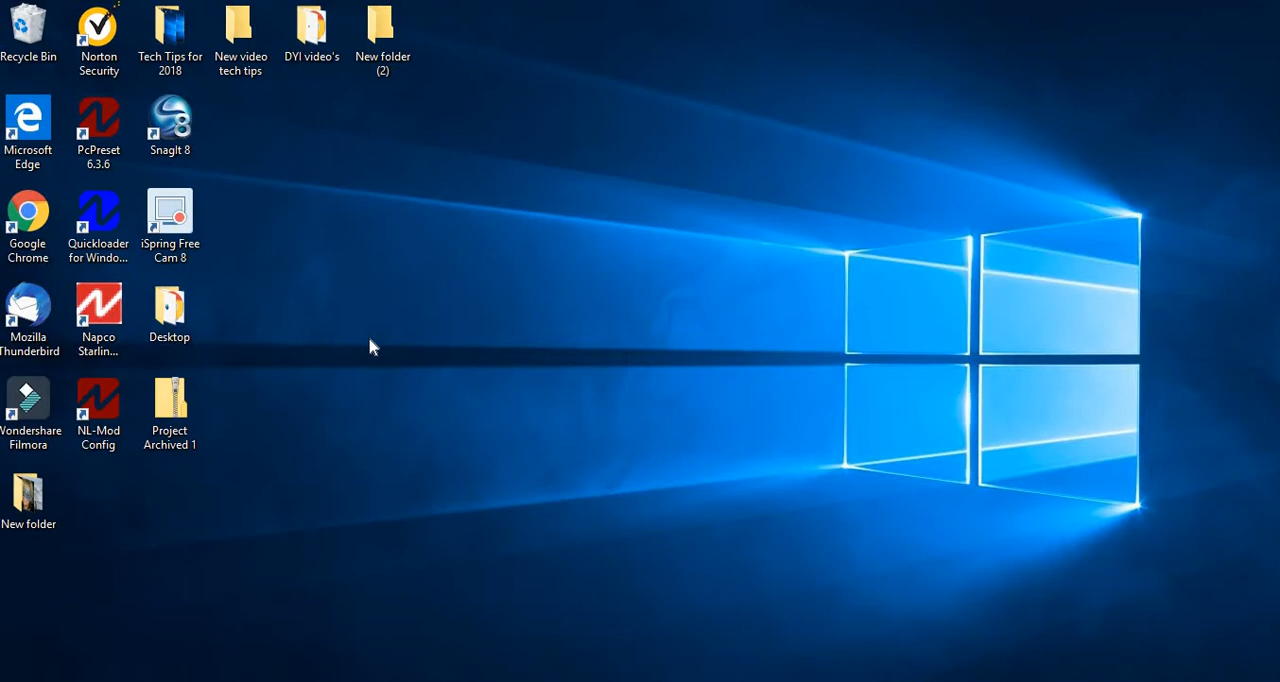 Recycle Bin
Norton
Security
Tech Tips for
2018
New video
tech tips
DYI video's
New folder
(2)
Microsoft
Edge
PcPreset
6.3.6
SnagIt 8
8
Google
Chrome
Quickloader
for Windo...
iSpring Free
Cam 8
Mozilla
Thunderbird
Napco
Starlin...
Desktop
Wondershare
Filmora
NL-Mod
Config
Project
Archived 1
New folder